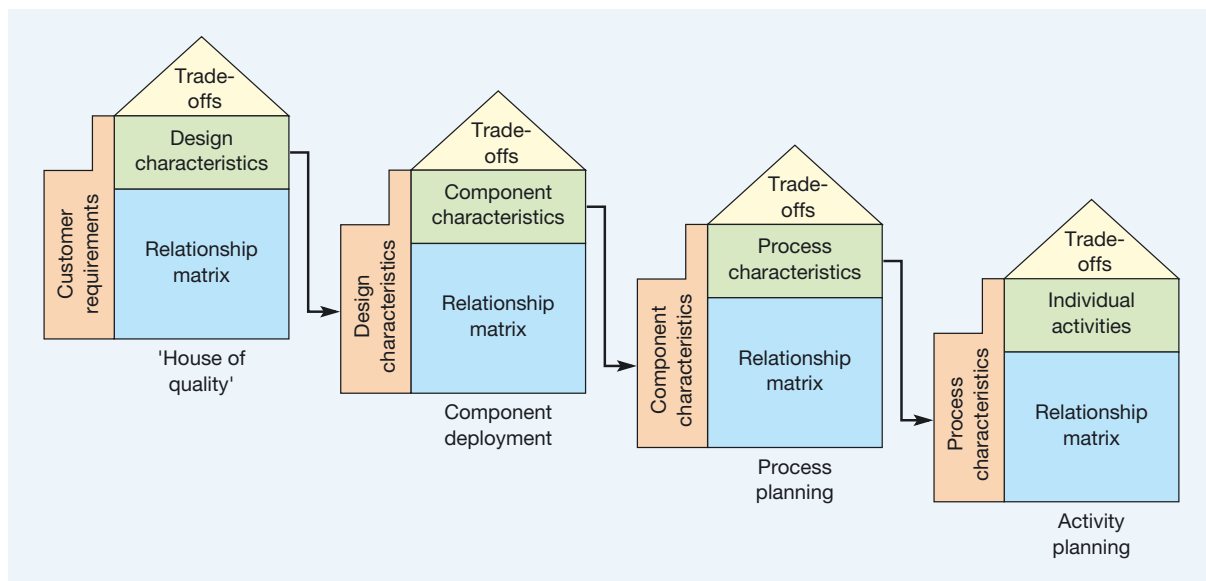 Trade-
offs
Design
characteristics
Customer
requirements
Relationship
matrix
'House of
quality'
Trade-
offs
Component
characteristics
Design
characteristics
Relationship
matrix
Component
deployment
Trade-
offs
Process
characteristics
Component
characteristics
Relationship
matrix
Process
planning
Trade-
offs
Individual
activities
Process
characteristics
Relationship
matrix
Activity
planning